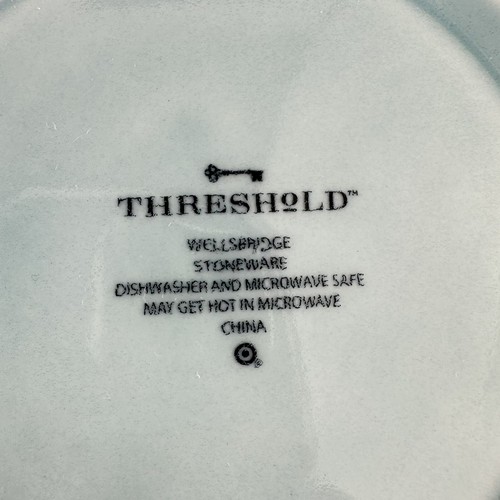 THRESHOLD™
WELLSBRIDGE
STONEWARE
DISHWASHER AND MICROWAVE SAFE
MAY GET HOT IN MICROWAVE
CHINA
®